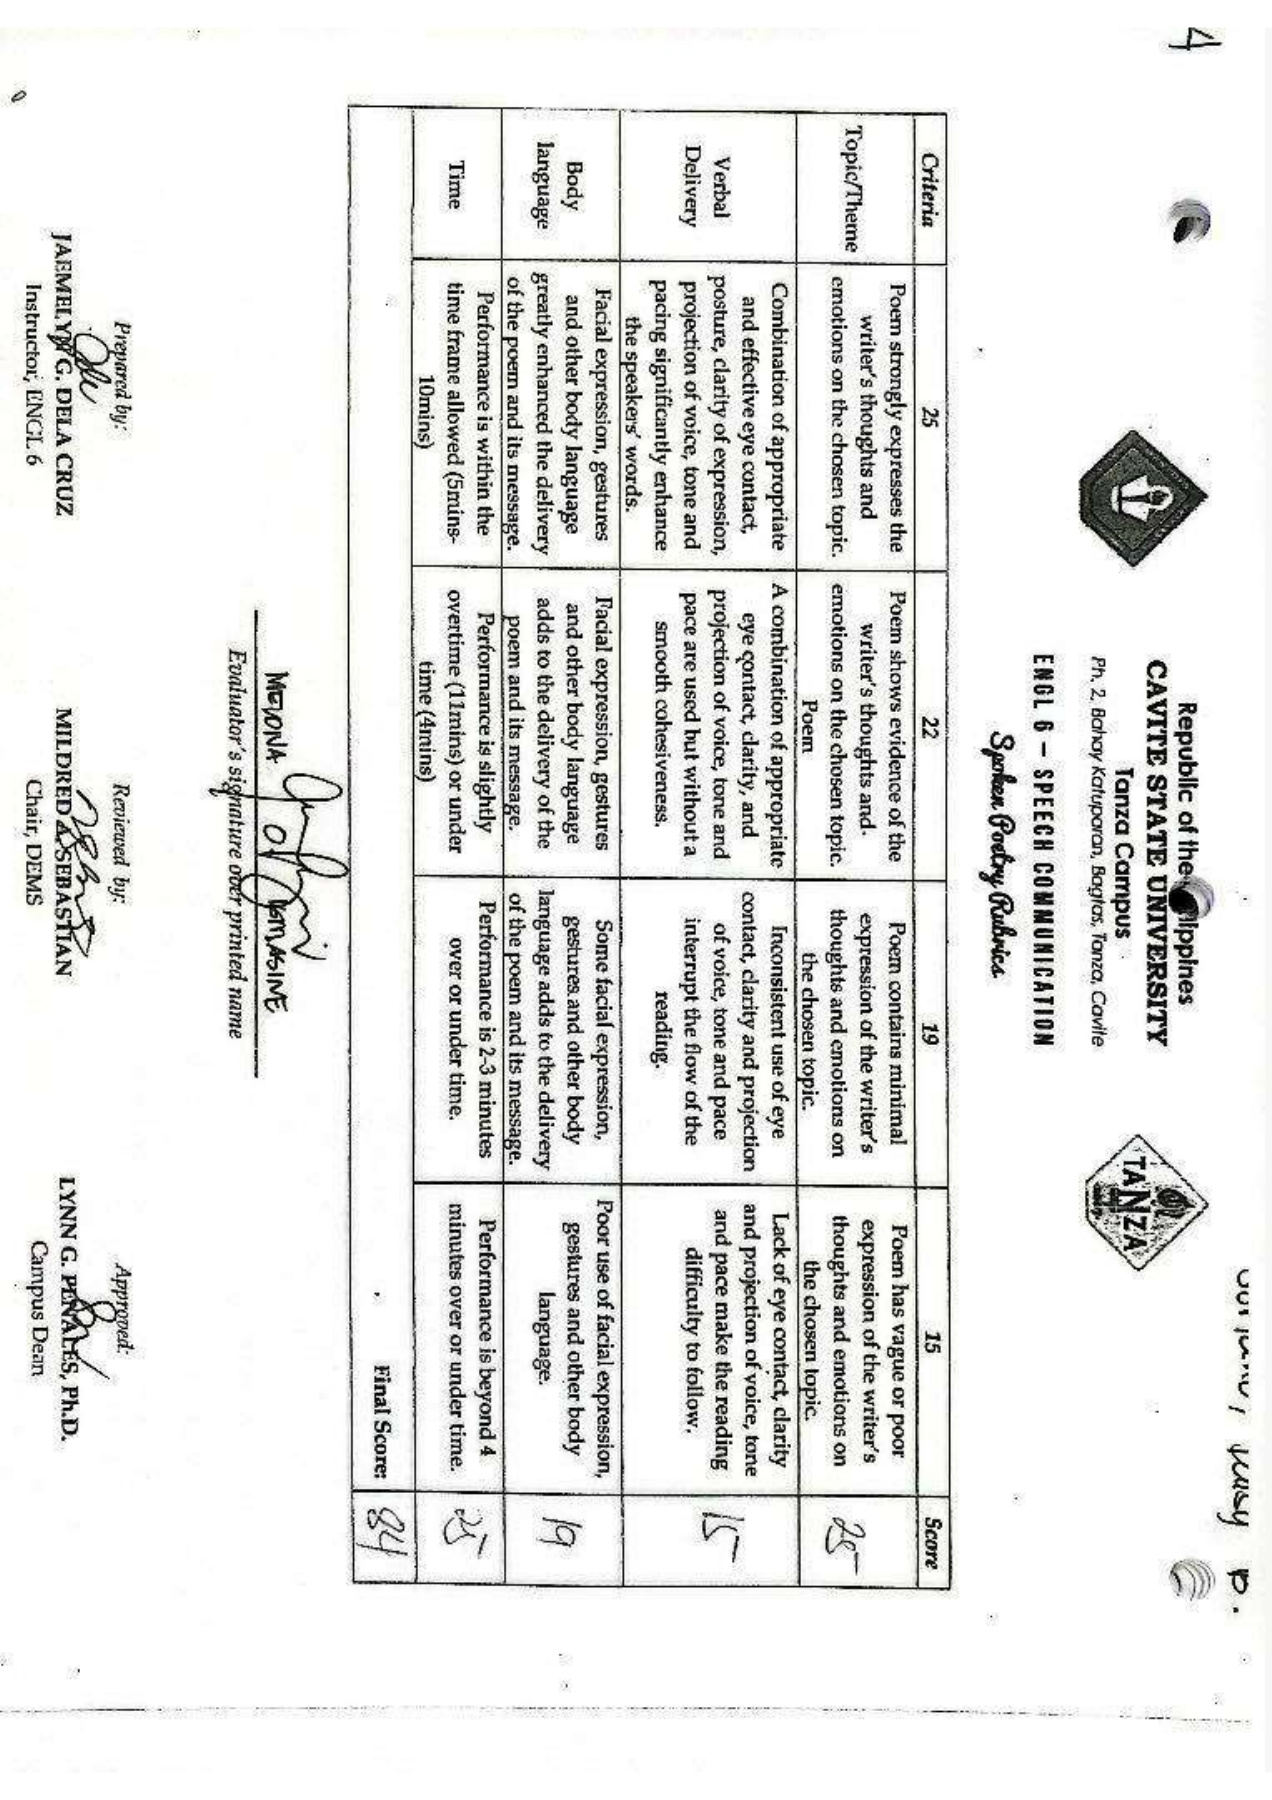 4
Republic of the
CAVITE STATE UNIVERSITY
Tanza Campus
Ph. 2, Bahay Katuparan, Bagtas, Tanza, Cavite
TANZA
ENGL 6 – SPEECH COMMUNICATION
Spoken Poetry Rubrics
Criteria 25 22 19 15 Score
Topic/Theme
Poem strongly expresses the
writer's thoughts and
emotions on the chosen topic.
Poem shows evidence of the
writer's thoughts and
emotions on the chosen topic.
Poem
Poem contains minimal
expression of the writer's
thoughts and emotions on
the chosen topic.
Poem has vague or poor
expression of the writer's
thoughts and emotions on
the chosen topic.
25
Verbal
Delivery
Combination of appropriate
and effective eye contact,
posture, clarity of expression,
projection of voice, tone and
pacing significantly enhance
the speakers' words.
A combination of appropriate
eye contact, clarity, and
projection of voice, tone and
pace are used but without a
smooth cohesiveness.
Inconsistent use of eye
contact, clarity and projection
of voice, tone and pace
interrupt the flow of the
reading.
Lack of eye contact, clarity
and projection of voice, tone
and pace make the reading
difficulty to follow.
15
Body
language
Facial expression, gestures
and other body language
greatly enhanced the delivery
of the poem and its message.
Facial expression, gestures
and other body language
adds to the delivery of the
poem and its message.
Some facial expression,
gestures and other body
language adds to the delivery
of the poem and its message.
Poor use of facial expression,
gestures and other body
language.
19
Time
Performance is within the
time frame allowed (5mins-
10mins)
Performance is slightly
overtime (11mins) or under
time (4mins)
Performance is 2-3 minutes
over or under time.
Performance is beyond 4
minutes over or under time.
25
Final Score: 84
Evaluator's signature over printed name
Prepared by:
JAEMELYN G. DELA CRUZ
Instructor, ENGL 6
Reviewed by:
MILDRED A. SEBASTIAN
Chair, DEMS
Approved:
LYNN G. PENALES, Ph.D.
Campus Dean